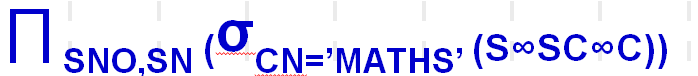 ∏ SNO,SN (σ CN='MATHS' (S∞SC∞C))